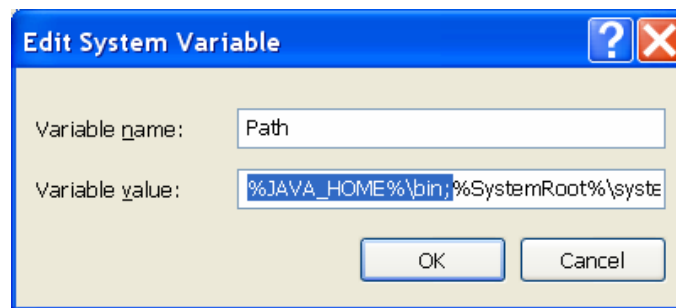 Edit System Variable
Variable name: Path
Variable value: %JAVA_HOME%\bin;%SystemRoot%\syste
OK Cancel